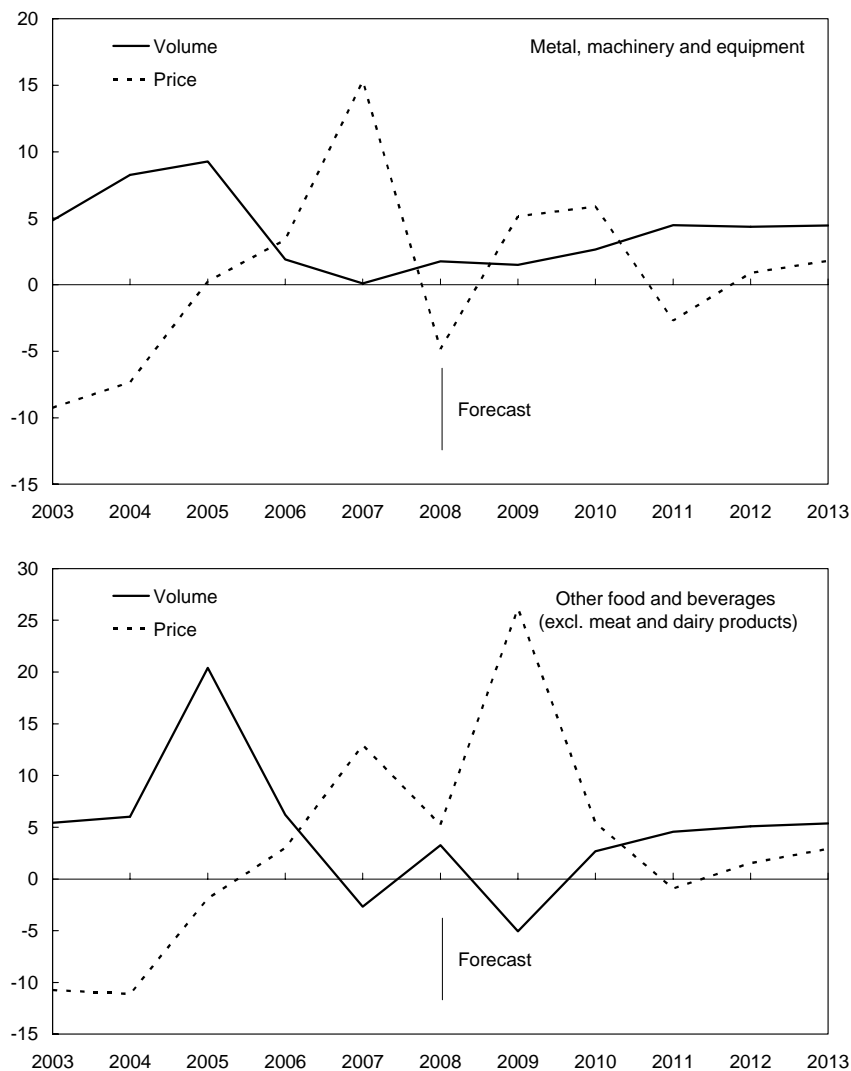 20
Volume
Metal, machinery and equipment
Price
15
10
5
0
-5
Forecast
-10
-15
2003 2004 2005 2006 2007 2008 2009 2010 2011 2012 2013
30
Volume
Other food and beverages
(excl. meat and dairy products)
Price
25
20
15
10
5
0
-5
Forecast
-10
-15
2003 2004 2005 2006 2007 2008 2009 2010 2011 2012 2013